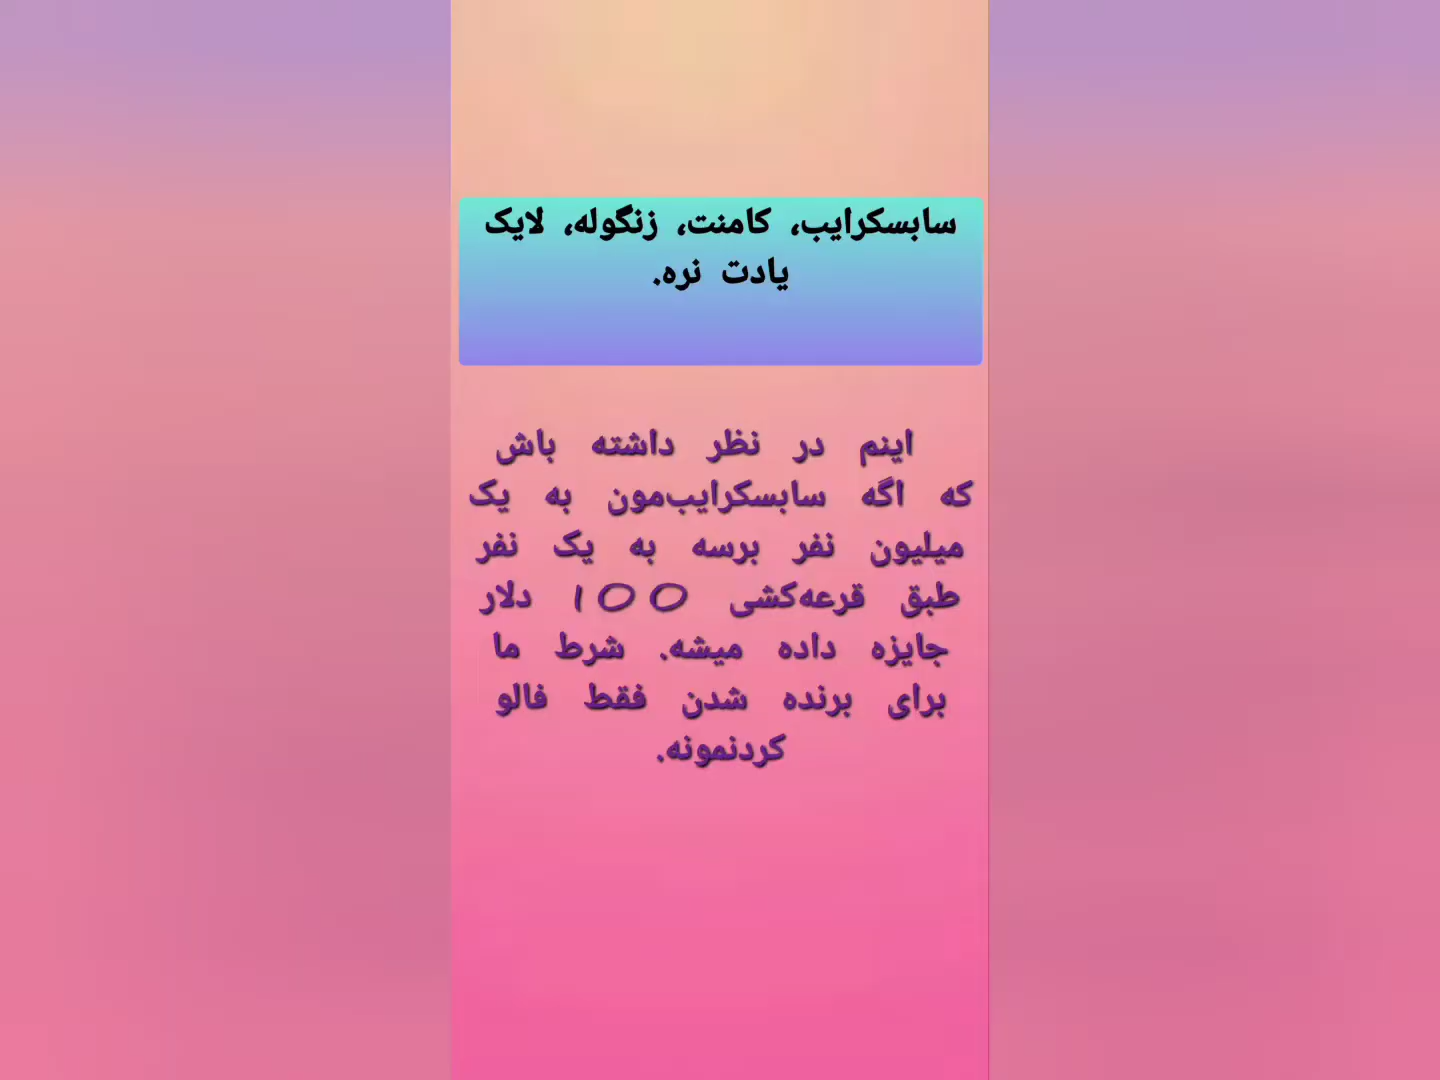 سابسکرایب، کامنت، زنگوله، لایک
یادت نره.
اینم در نظر داشته باش
که اگه سابسکرایب‌مون به یک
میلیون نفر برسه به یک نفر
طبق قرعه‌کشی 100 دلار
جایزه داده میشه. شرط ما
برای برنده شدن فقط فالو
کردنمونه.